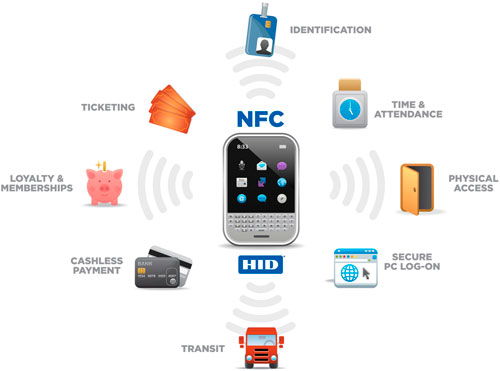 IDENTIFICATION
TICKETING
NFC
TIME &
ATTENDANCE
8:33
LOYALTY &
MEMBERSHIPS
PHYSICAL
ACCESS
CASHLESS
PAYMENT
BANK
HID
SECURE
PC LOG-ON
TRANSIT